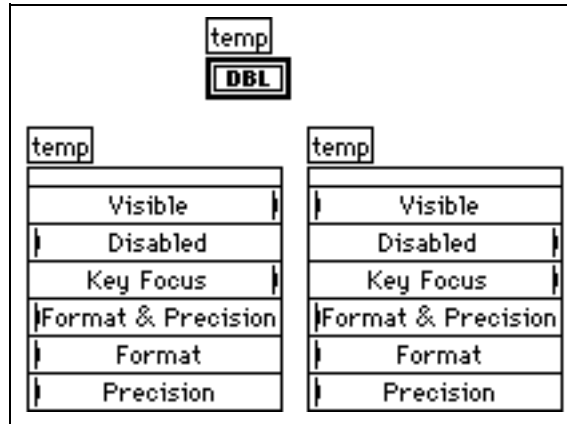 temp
DBL
temp
Visible
Disabled
Key Focus
Format & Precision
Format
Precision
temp
Visible
Disabled
Key Focus
Format & Precision
Format
Precision